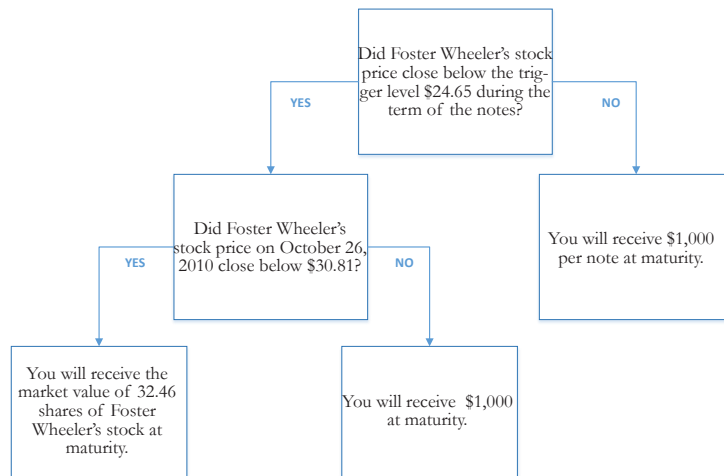 Did Foster Wheeler's stock
price close below the trig-
ger level $24.65 during the
term of the notes?
YES
NO
Did Foster Wheeler's
stock price on October 26,
2010 close below $30.81?
You will receive $1,000
per note at maturity.
YES
NO
You will receive the
market value of 32.46
shares of Foster
Wheeler's stock at
maturity.
You will receive $1,000
at maturity.